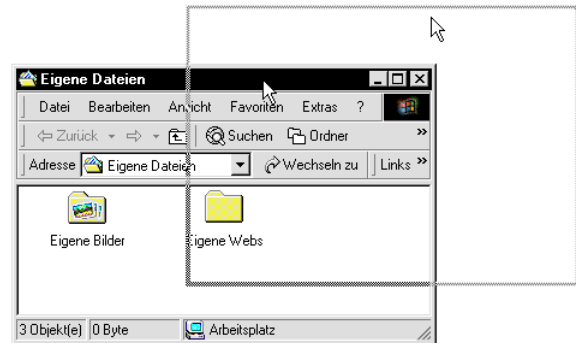 Eigene Dateien
Datei Bearbeiten Ansicht Favoriten Extras ?
Zurück Suchen Ordner »
Adresse Eigene Dateien Wechseln zu Links »
Eigene Bilder Eigene Webs
3 Objekt(e) 0 Byte Arbeitsplatz